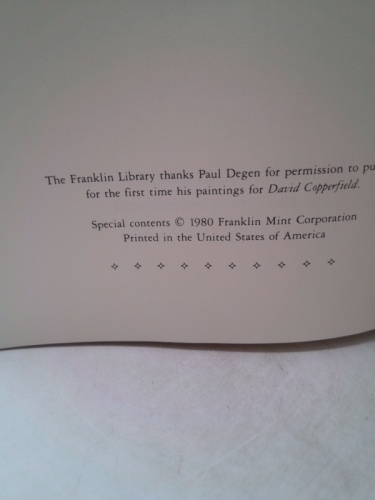 The Franklin Library thanks Paul Degen for permission to pu
for the first time his paintings for David Copperfield.
Special contents © 1980 Franklin Mint Corporation
Printed in the United States of America